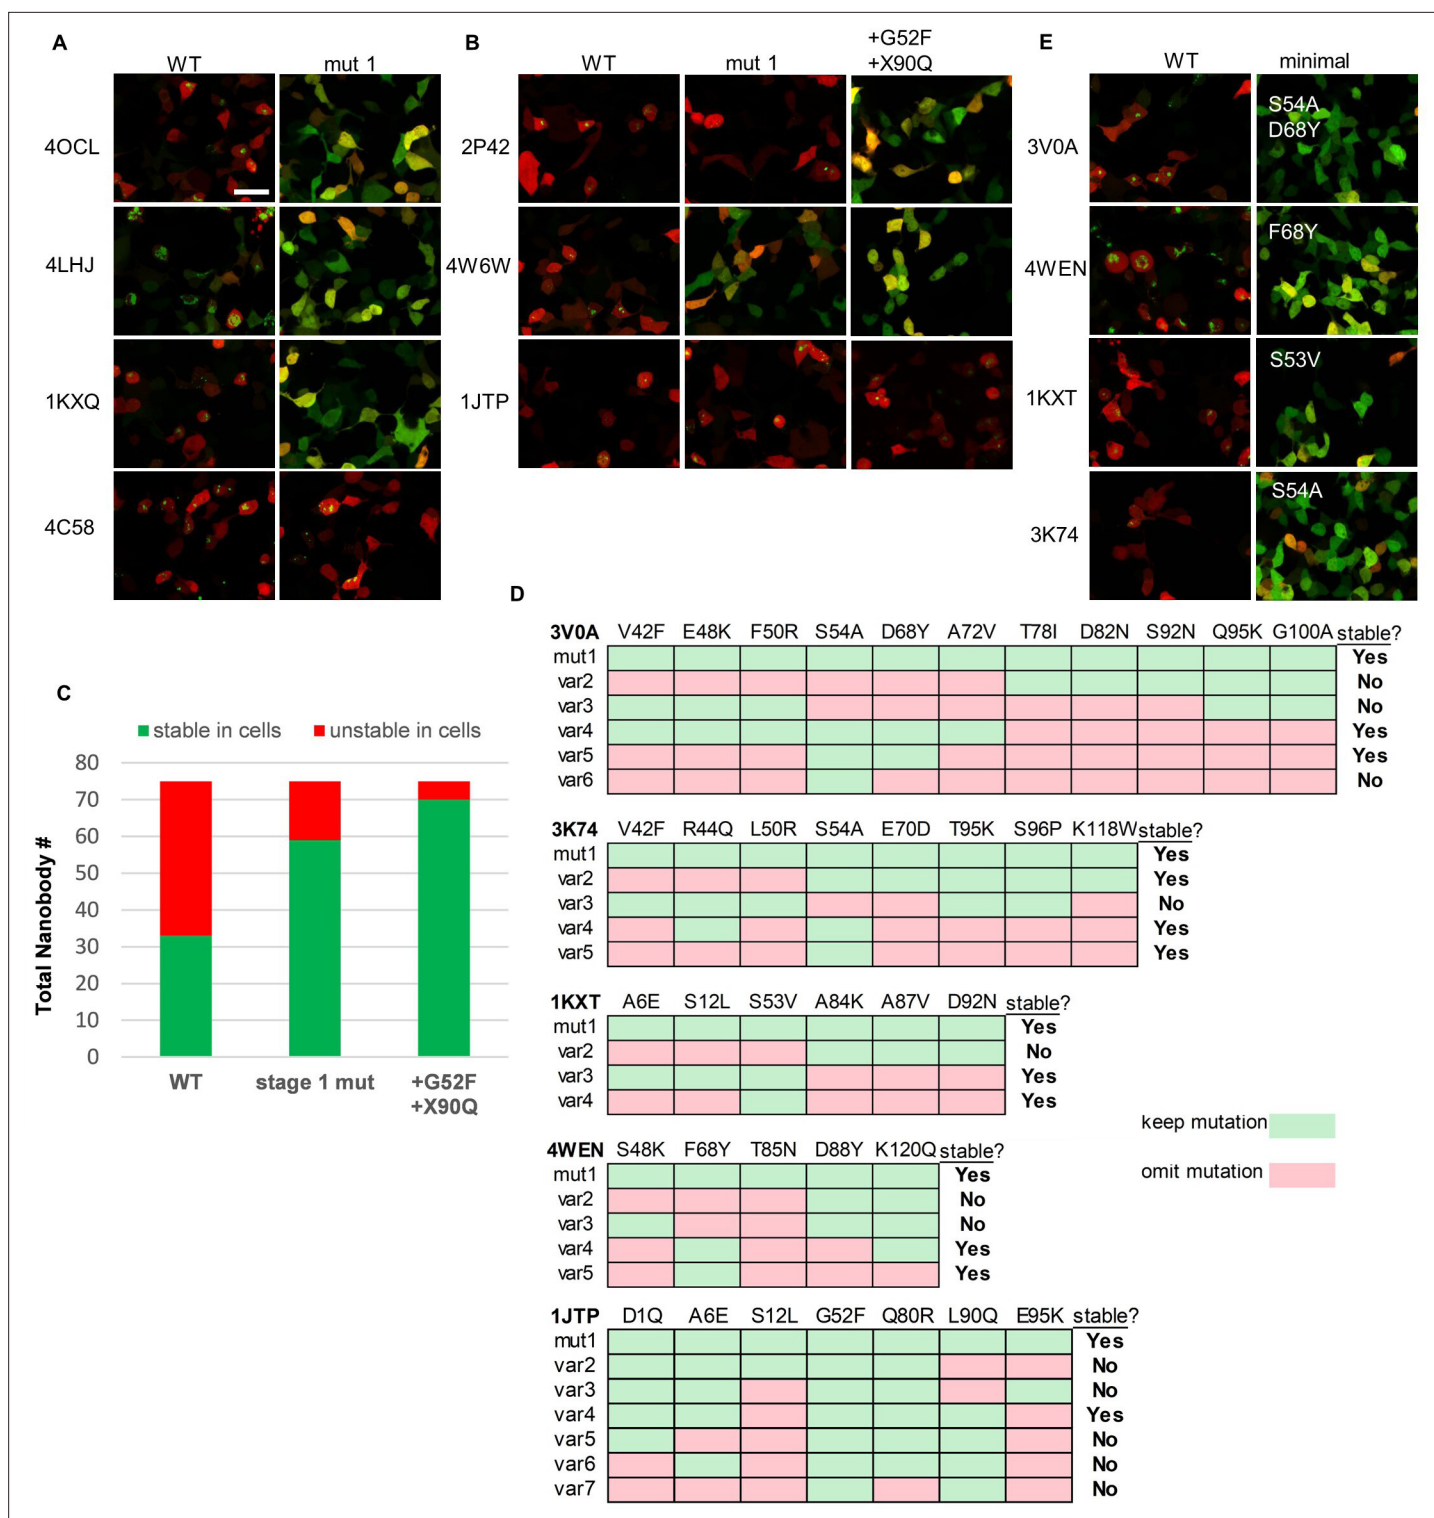 A
WT mut 1
4OCL
4LHJ
1KXQ
4C58
B
WT mut 1 +G52F
+X90Q
2P42
4W6W
1JTP
E
WT minimal
3V0A S54A
D68Y
4WEN F68Y
1KXT S53V
3K74 S54A
C
stable in cells unstable in cells
Total Nanobody #
80
70
60
50
40
30
20
10
0
WT stage 1 mut +G52F
+X90Q
D
3V0A V42F E48K F50R S54A D68Y A72V T78I D82N S92N Q95K G100A stable?
mut1 Yes
var2 No
var3 No
var4 Yes
var5 Yes
var6 No
3K74 V42F R44Q L50R S54A E70D T95K S96P K118W stable?
mut1 Yes
var2 Yes
var3 No
var4 Yes
var5 Yes
1KXT A6E S12L S53V A84K A87V D92N stable?
mut1 Yes
var2 No
var3 Yes
var4 Yes
4WEN S48K F68Y T85N D88Y K120Q stable?
mut1 Yes
var2 No
var3 No
var4 Yes
var5 Yes
1JTP D1Q A6E S12L G52F Q80R L90Q E95K stable?
mut1 Yes
var2 No
var3 No
var4 Yes
var5 No
var6 No
var7 No
keep mutation
omit mutation